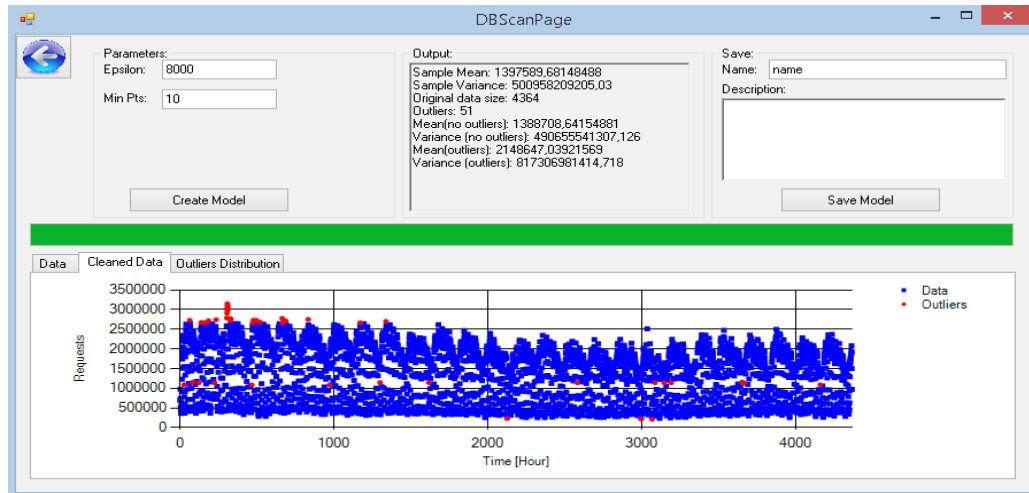 DBScanPage
Parameters:
Epsilon: 8000
Min Pts: 10
Create Model
Output:
Sample Mean: 1397589,68148488
Sample Variance: 500958209205,03
Original data size: 4364
Outliers: 51
Mean(no outliers): 1388708,64154881
Variance (no outliers): 490655541307,126
Mean(outliers): 2148647,03921569
Variance (outliers): 817306981414,718
Save:
Name: name
Description:
Save Model
Data Cleaned Data Outliers Distribution
3500000
3000000
2500000
2000000
1500000
1000000
500000
0
Requests
0 1000 2000 3000 4000
Time [Hour]
Data
Outliers